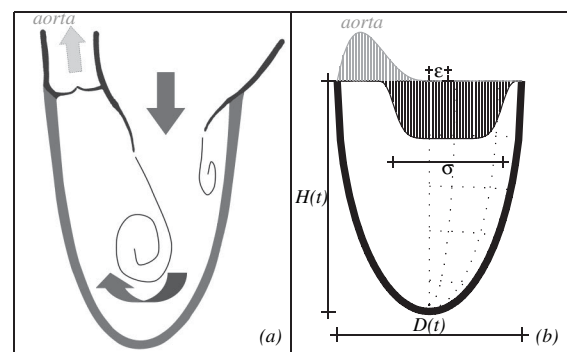 aorta
(a)
aorta
ε
σ
H(t)
D(t)
(b)